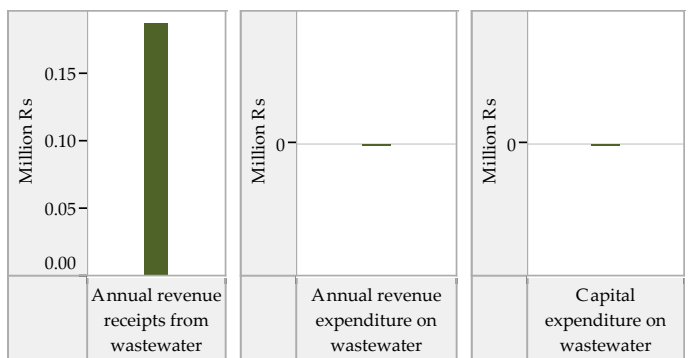 Million Rs
0.15
0.10
0.05
0.00
Annual revenue
receipts from
wastewater
Million Rs
0
Annual revenue
expenditure on
wastewater
Million Rs
0
Capital
expenditure on
wastewater